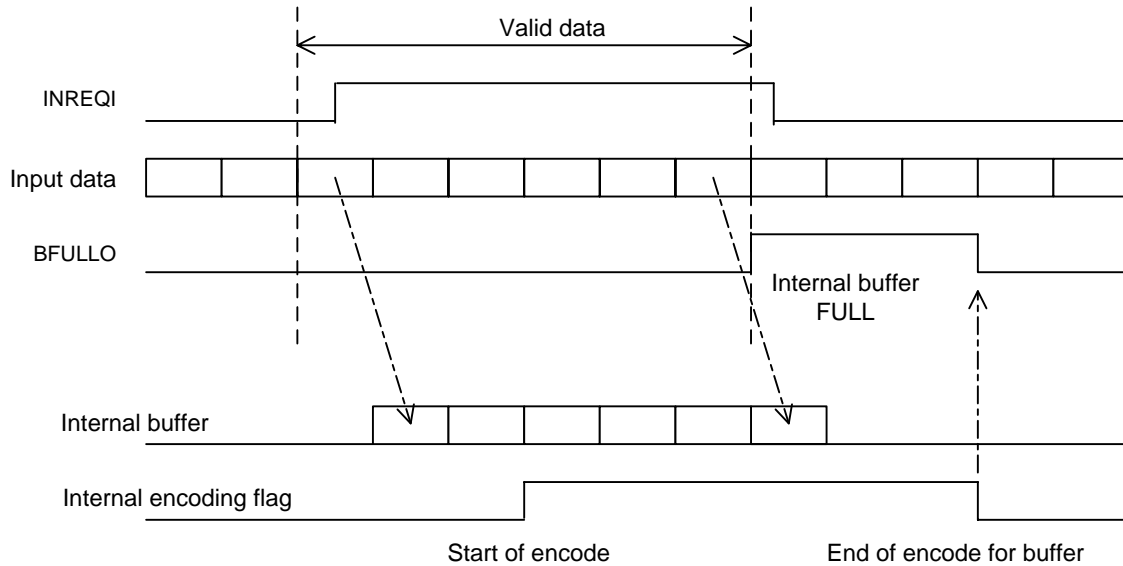 Valid data
INREQI
Input data
BFULLO
Internal buffer
FULL
Internal buffer
Internal encoding flag
Start of encode
End of encode for buffer